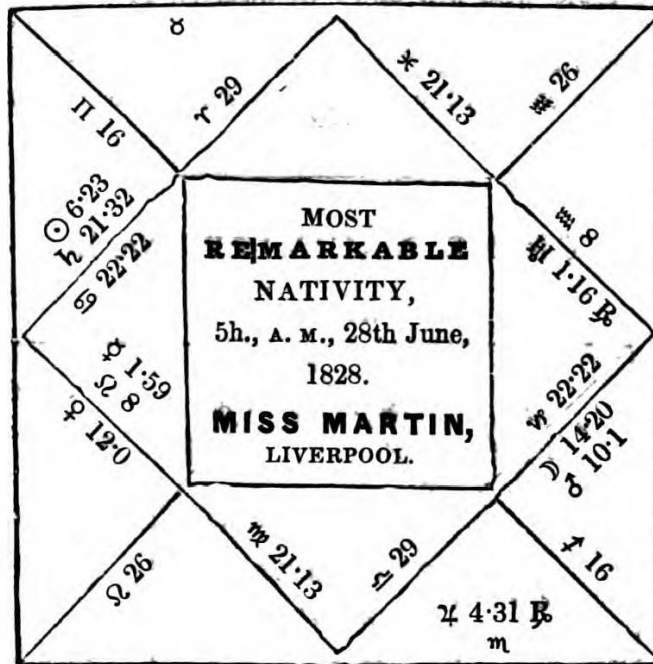 ♉
♈ 29
♓ 21·13
♒ 26
♊ 16
☉ 6·23
♄ 21·32
♋ 22·22
♒ 8
♅ 1·16 ℞
MOST
REMARKABLE
NATIVITY,
5h., A. M., 28th June,
1828.
MISS MARTIN,
LIVERPOOL.
☿ 1·59
♌ 8
♀ 12·0
♑ 22·22
☽ 14·20
♂ 10·1
♌ 26
♍ 21·13
♎ 29
♃ 4·31 ℞
♏
♐ 16